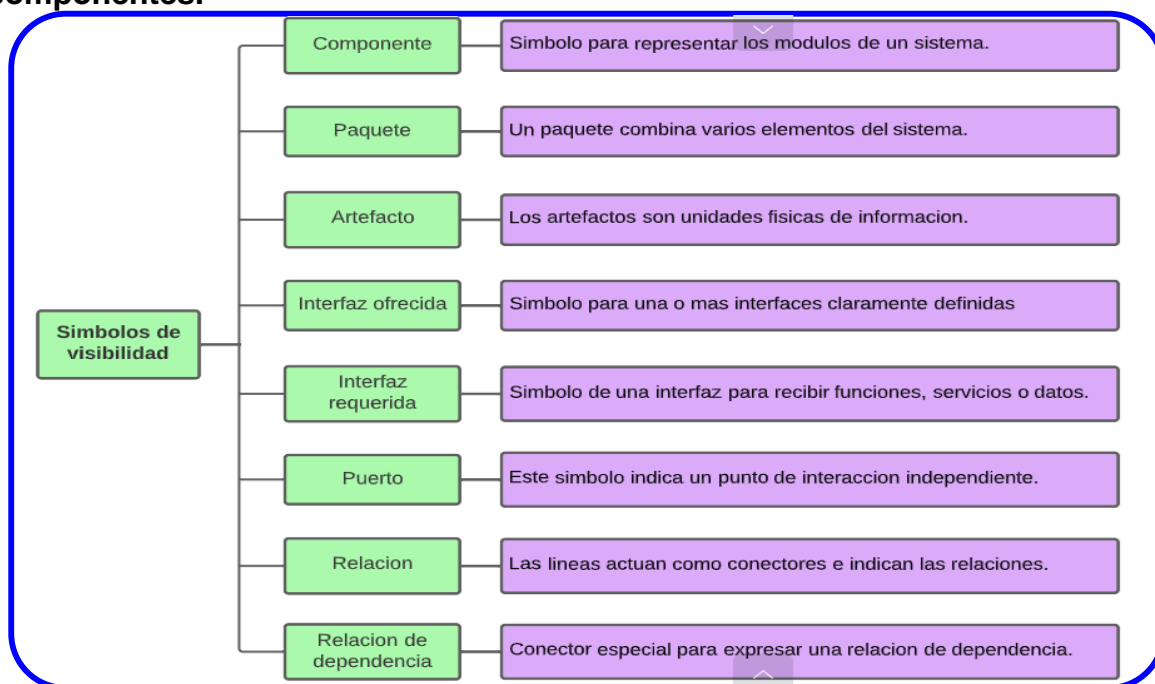 componentes.
Componente
Simbolo para representar los modulos de un sistema.
Paquete
Un paquete combina varios elementos del sistema.
Artefacto
Los artefactos son unidades fisicas de informacion.
Interfaz ofrecida
Simbolo para una o mas interfaces claramente definidas
Simbolos de
visibilidad
Interfaz
requerida
Simbolo de una interfaz para recibir funciones, servicios o datos.
Puerto
Este simbolo indica un punto de interaccion independiente.
Relacion
Las lineas actuan como conectores e indican las relaciones.
Relacion de
dependencia
Conector especial para expresar una relacion de dependencia.